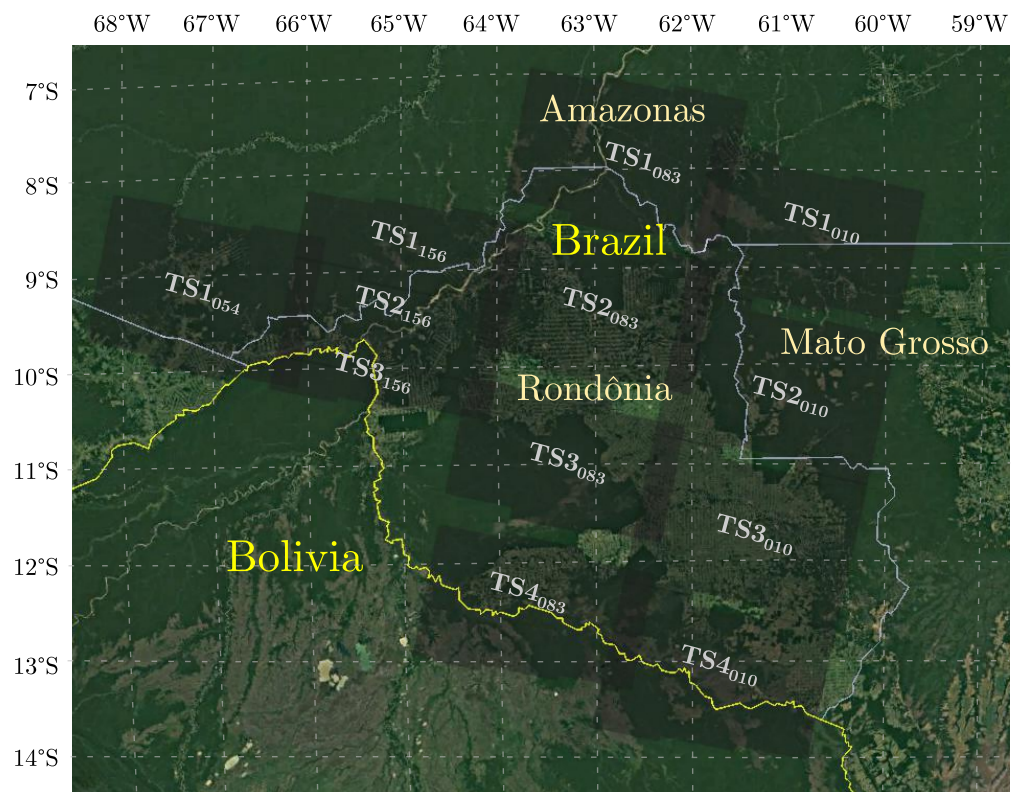 68°W 67°W 66°W 65°W 64°W 63°W 62°W 61°W 60°W 59°W
7°S
Amazonas
TS1₀₈₃
8°S
TS1₀₁₀
TS1₁₅₆
Brazil
9°S
TS1₀₅₄
TS2₁₅₆
TS2₀₈₃
Mato Grosso
10°S
TS3₁₅₆
Rondônia
TS2₀₁₀
11°S
TS3₀₈₃
TS3₀₁₀
Bolivia
12°S
TS4₀₈₃
13°S
TS4₀₁₀
14°S